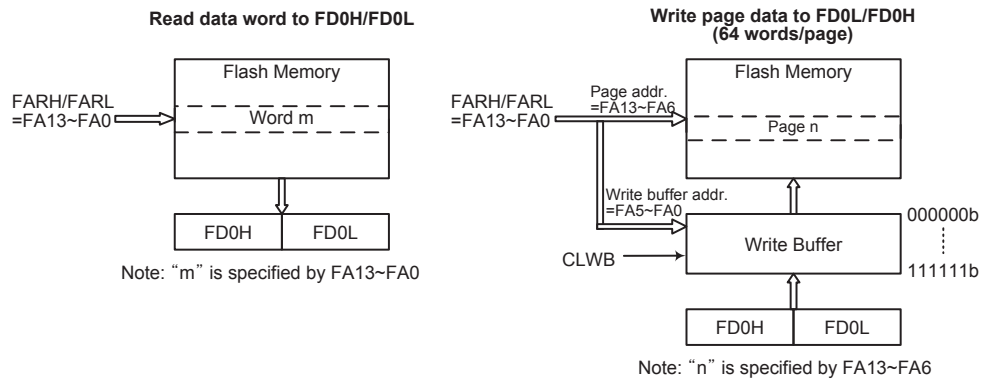 Read data word to FD0H/FD0L
Flash Memory
FARH/FARL
=FA13~FA0
Word m
FD0H
FD0L
Note: “m” is specified by FA13~FA0
Write page data to FD0L/FD0H
(64 words/page)
Flash Memory
Page addr.
=FA13~FA6
FARH/FARL
=FA13~FA0
Page n
Write buffer addr.
=FA5~FA0
000000b
Write Buffer
CLWB
111111b
FD0H
FD0L
Note: “n” is specified by FA13~FA6